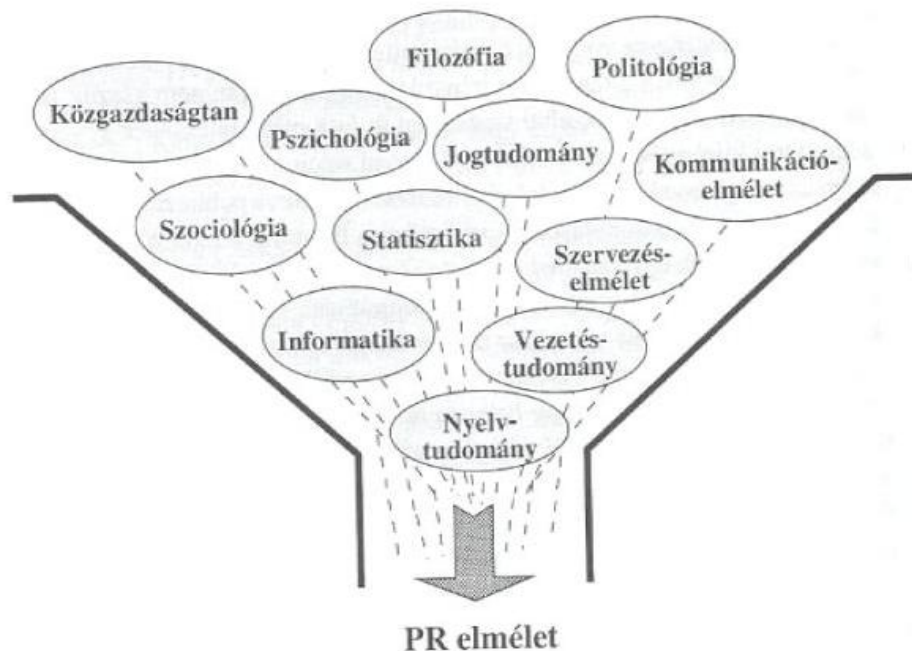 Filozófia
Politológia
Közgazdaságtan
Pszichológia
Jogtudomány
Kommunikáció-
elmélet
Szociológia
Statisztika
Szervezés-
elmélet
Informatika
Vezetés-
tudomány
Nyelv-
tudomány
PR elmélet